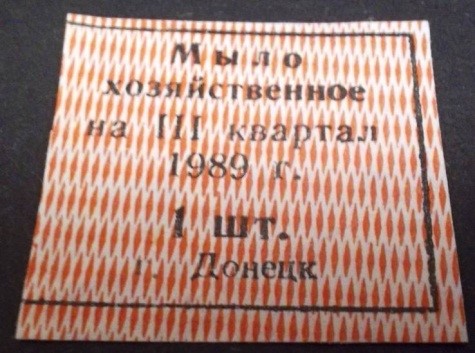 Мыло
хозяйственное
на III квартал
1989 г.
1 шт.
г. Донецк